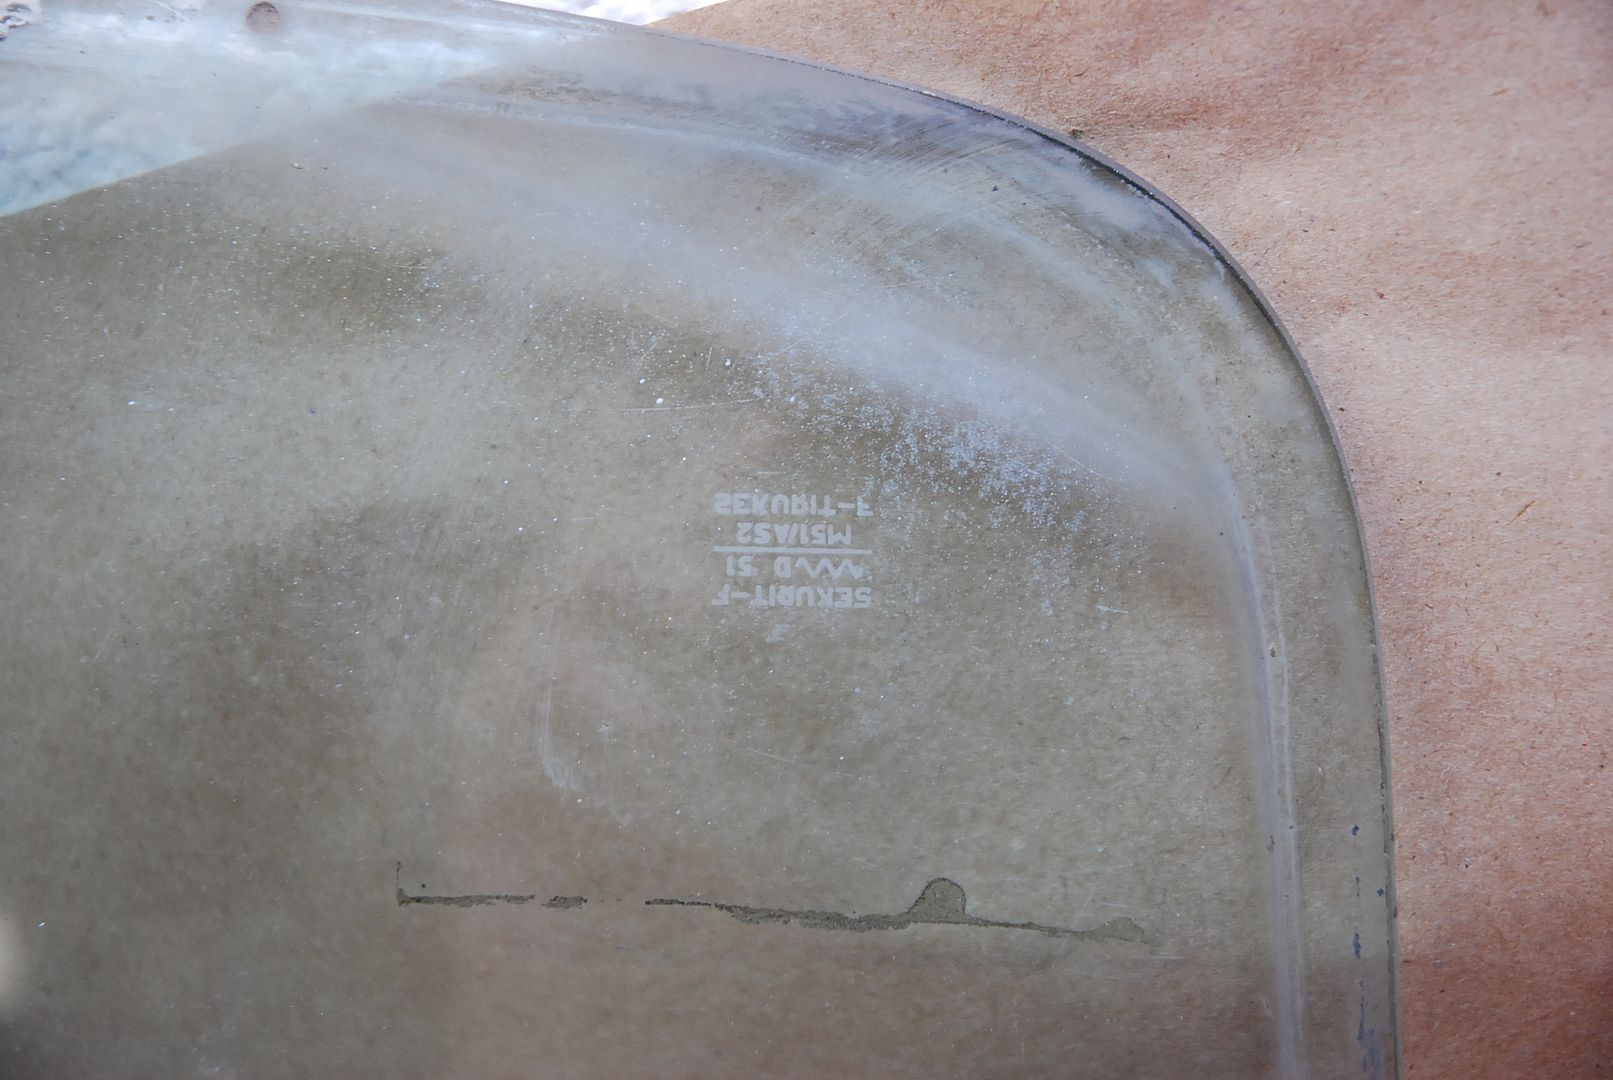 SEKURIT-F
D 51
M51/AS2
SEKURIT-F